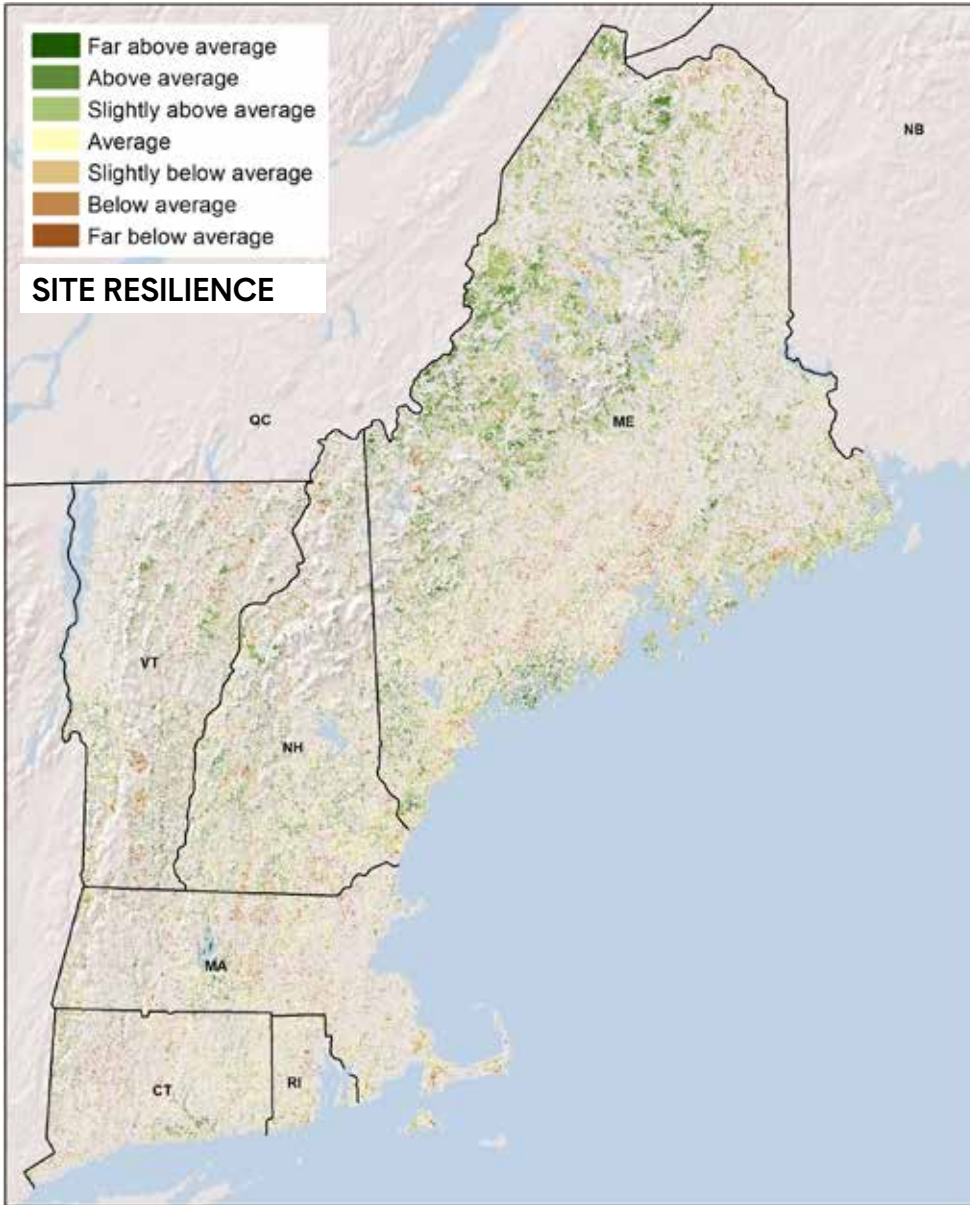 Far above average
Above average
Slightly above average
Average
Slightly below average
Below average
Far below average
SITE RESILIENCE
NB
QC
ME
VT
NH
MA
CT
RI